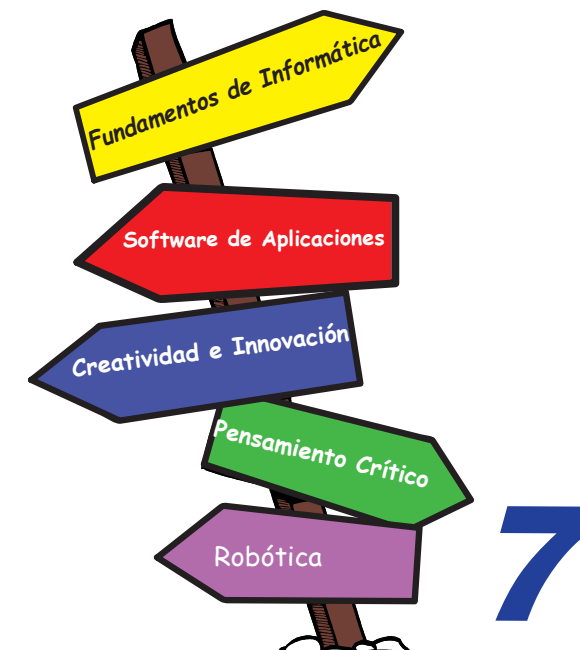 Fundamentos de Informática
Software de Aplicaciones
Creatividad e Innovación
Pensamiento Crítico
Robótica
7